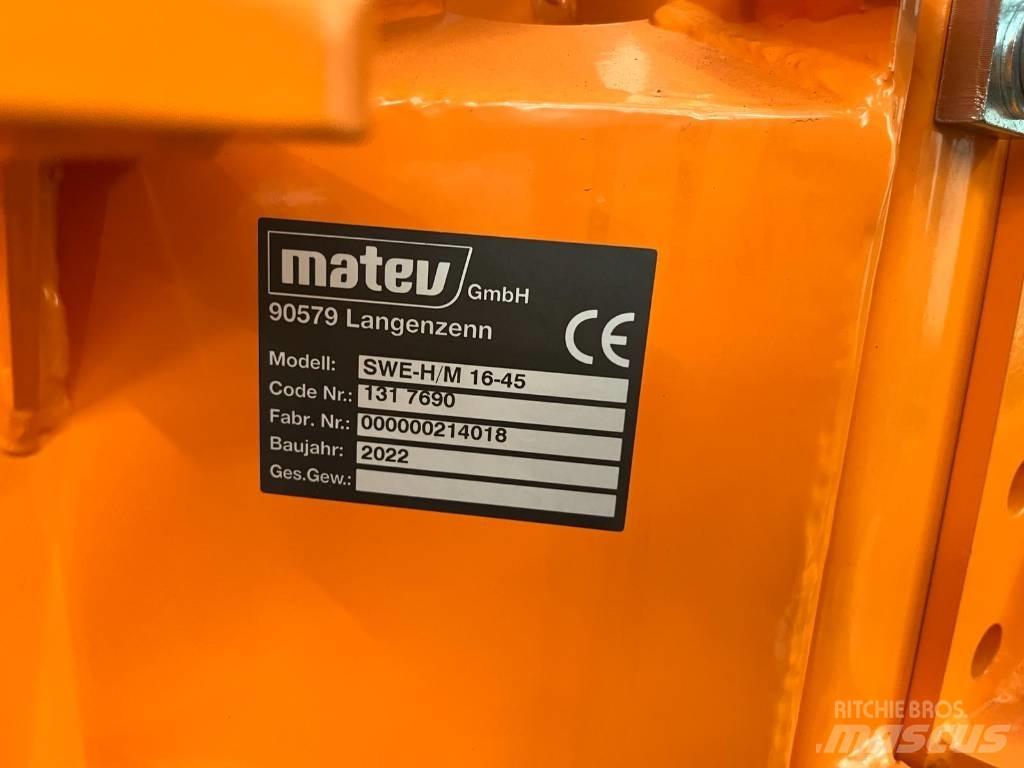 matev GmbH
90579 Langenzenn
CE
Modell: SWE-H/M 16-45
Code Nr.: 131 7690
Fabr. Nr.: 000000214018
Baujahr: 2022
Ges.Gew.:
RITCHIE BROS.
mascus